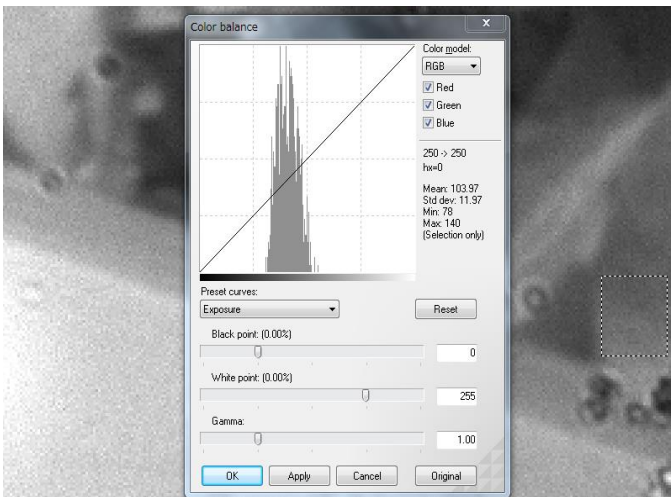 Color balance
x
Color model:
RGB
Red
Green
Blue
250 -> 250
hx=0
Mean: 103.97
Std dev: 11.97
Min: 78
Max: 140
(Selection only)
Preset curves:
Exposure
Reset
Black point: (0.00%)
0
White point: (0.00%)
255
Gamma:
1.00
OK Apply Cancel Original